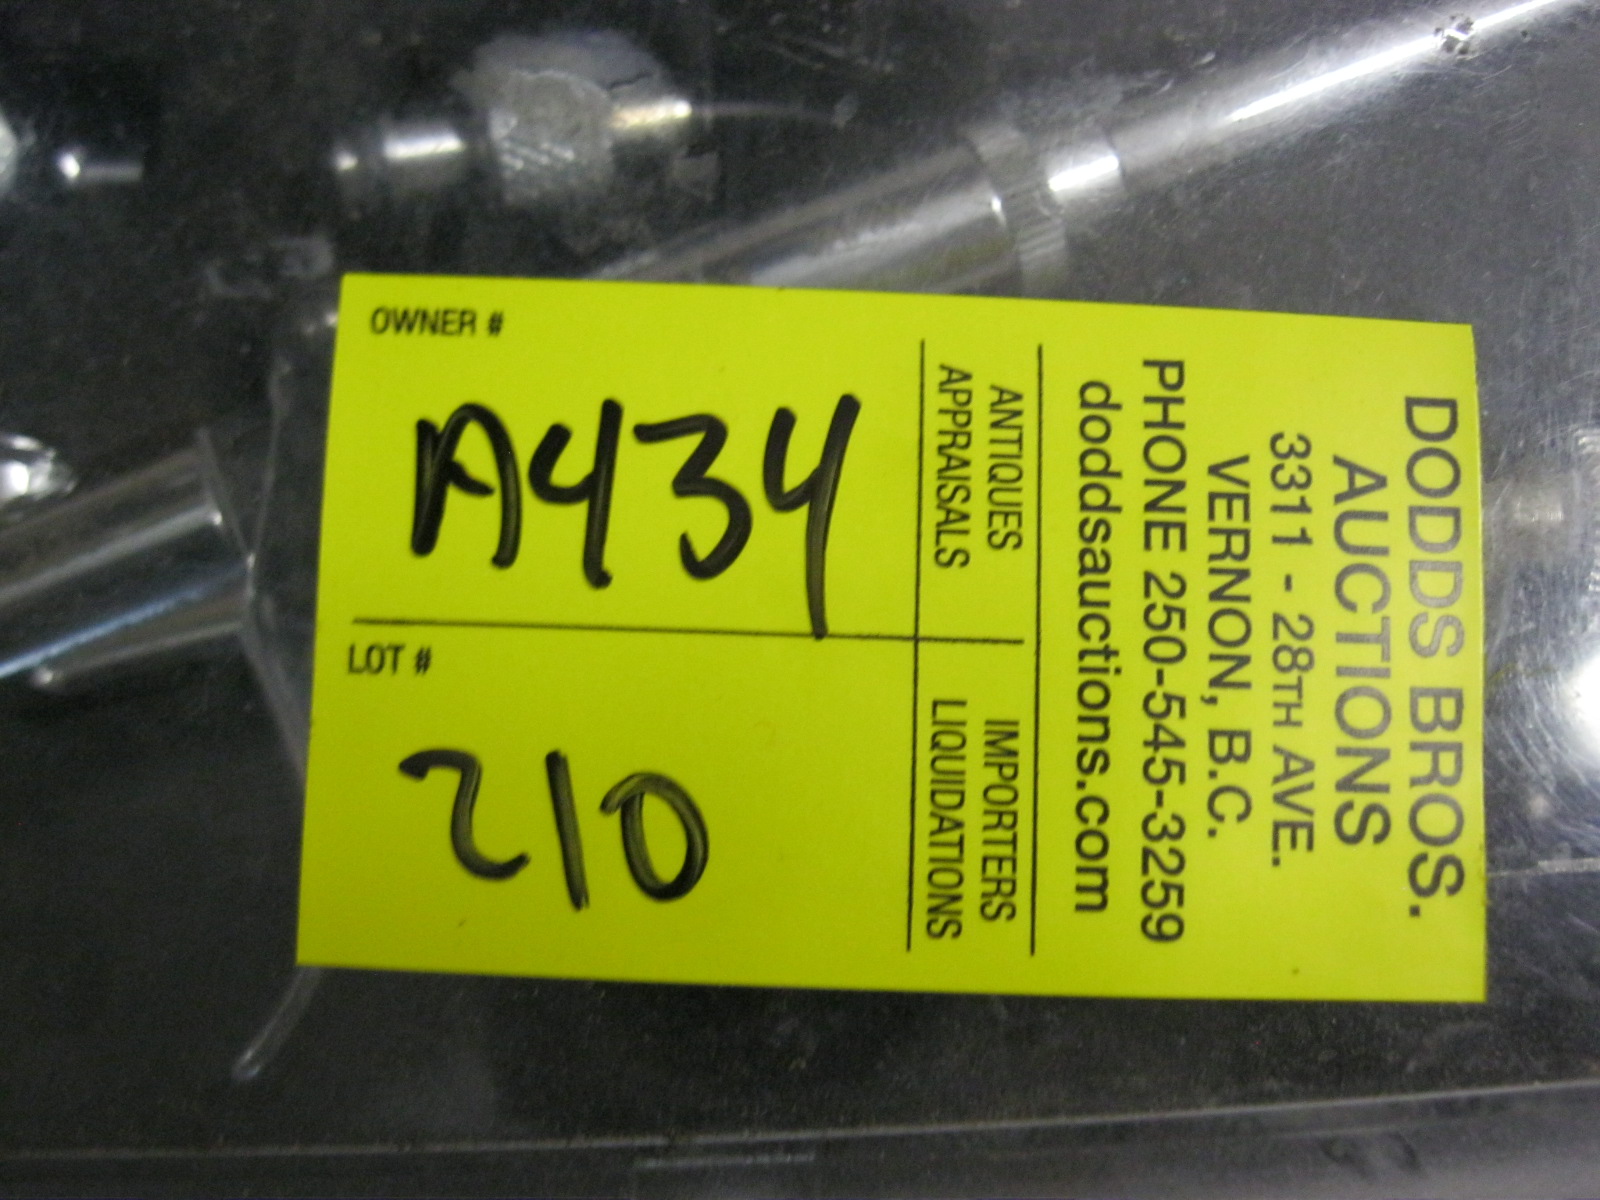 DODDS BROS.
AUCTIONS
3311 - 28TH AVE.
VERNON, B.C.
PHONE 250-545-3259
doddsauctions.com
ANTIQUES
APPRAISALS
IMPORTERS
LIQUIDATIONS
OWNER #
A434
LOT #
210